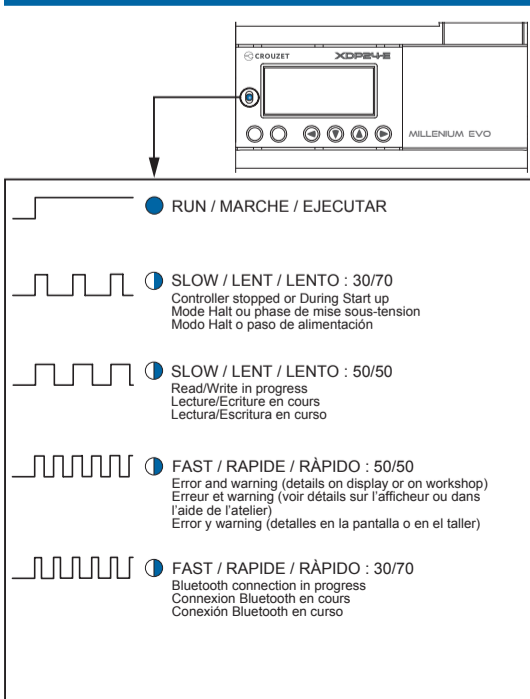 CROUZET
XDP24-E
MILLENIUM EVO
RUN / MARCHE / EJECUTAR
SLOW / LENT / LENTO : 30/70
Controller stopped or During Start up
Mode Halt ou phase de mise sous-tension
Modo Halt o paso de alimentación
SLOW / LENT / LENTO : 50/50
Read/Write in progress
Lecture/Ecriture en cours
Lectura/Escritura en curso
FAST / RAPIDE / RÀPIDO : 50/50
Error and warning (details on display or on workshop)
Erreur et warning (voir détails sur l'afficheur ou dans
l'aide de l'atelier)
Error y warning (detalles en la pantalla o en el taller)
FAST / RAPIDE / RÀPIDO : 30/70
Bluetooth connection in progress
Connexion Bluetooth en cours
Conexión Bluetooth en curso